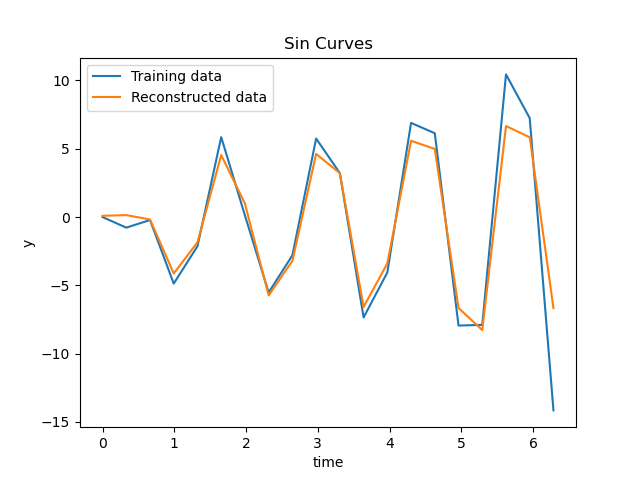 Sin Curves
Training data
Reconstructed data
10
5
0
−5
−10
−15
y
0 1 2 3 4 5 6
time